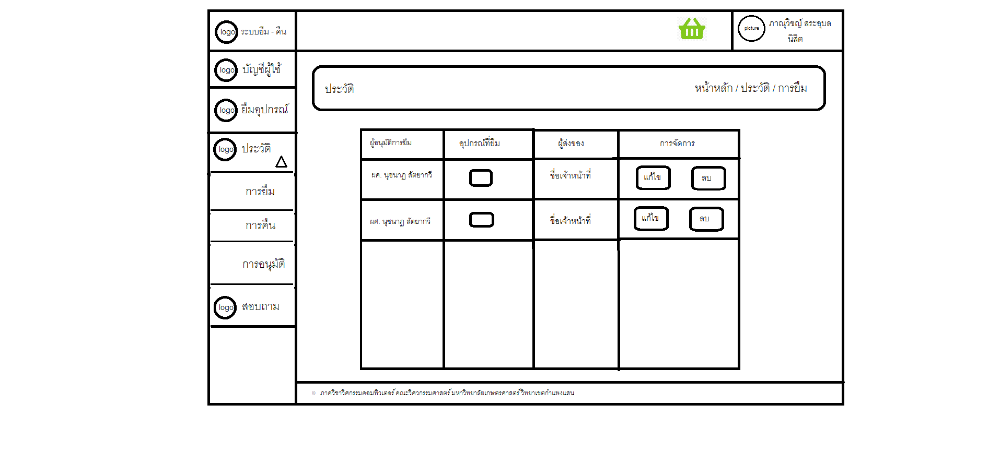 logo ระบบยืม - คืน
picture ภาณุวิชญ์ สระอุบล
นิสิต
logo บัญชีผู้ใช้
logo ยืมอุปกรณ์
logo ประวัติ
การยืม
การคืน
การอนุมัติ
logo สอบถาม
ประวัติ หน้าหลัก / ประวัติ / การยืม
ผู้อนุมัติการยืม อุปกรณ์ที่ยืม ผู้ส่งของ การจัดการ
ผศ. นุชนาฏ สัตยากวี ชื่อเจ้าหน้าที่ แก้ไข ลบ
ผศ. นุชนาฏ สัตยากวี ชื่อเจ้าหน้าที่ แก้ไข ลบ
© ภาควิชาวิศกรรมคอมพิวเตอร์ คณะวิศวกรรมศาสตร์ มหาวิทยาลัยเกษตรศาสตร์ วิทยาเขตกำแพงแสน